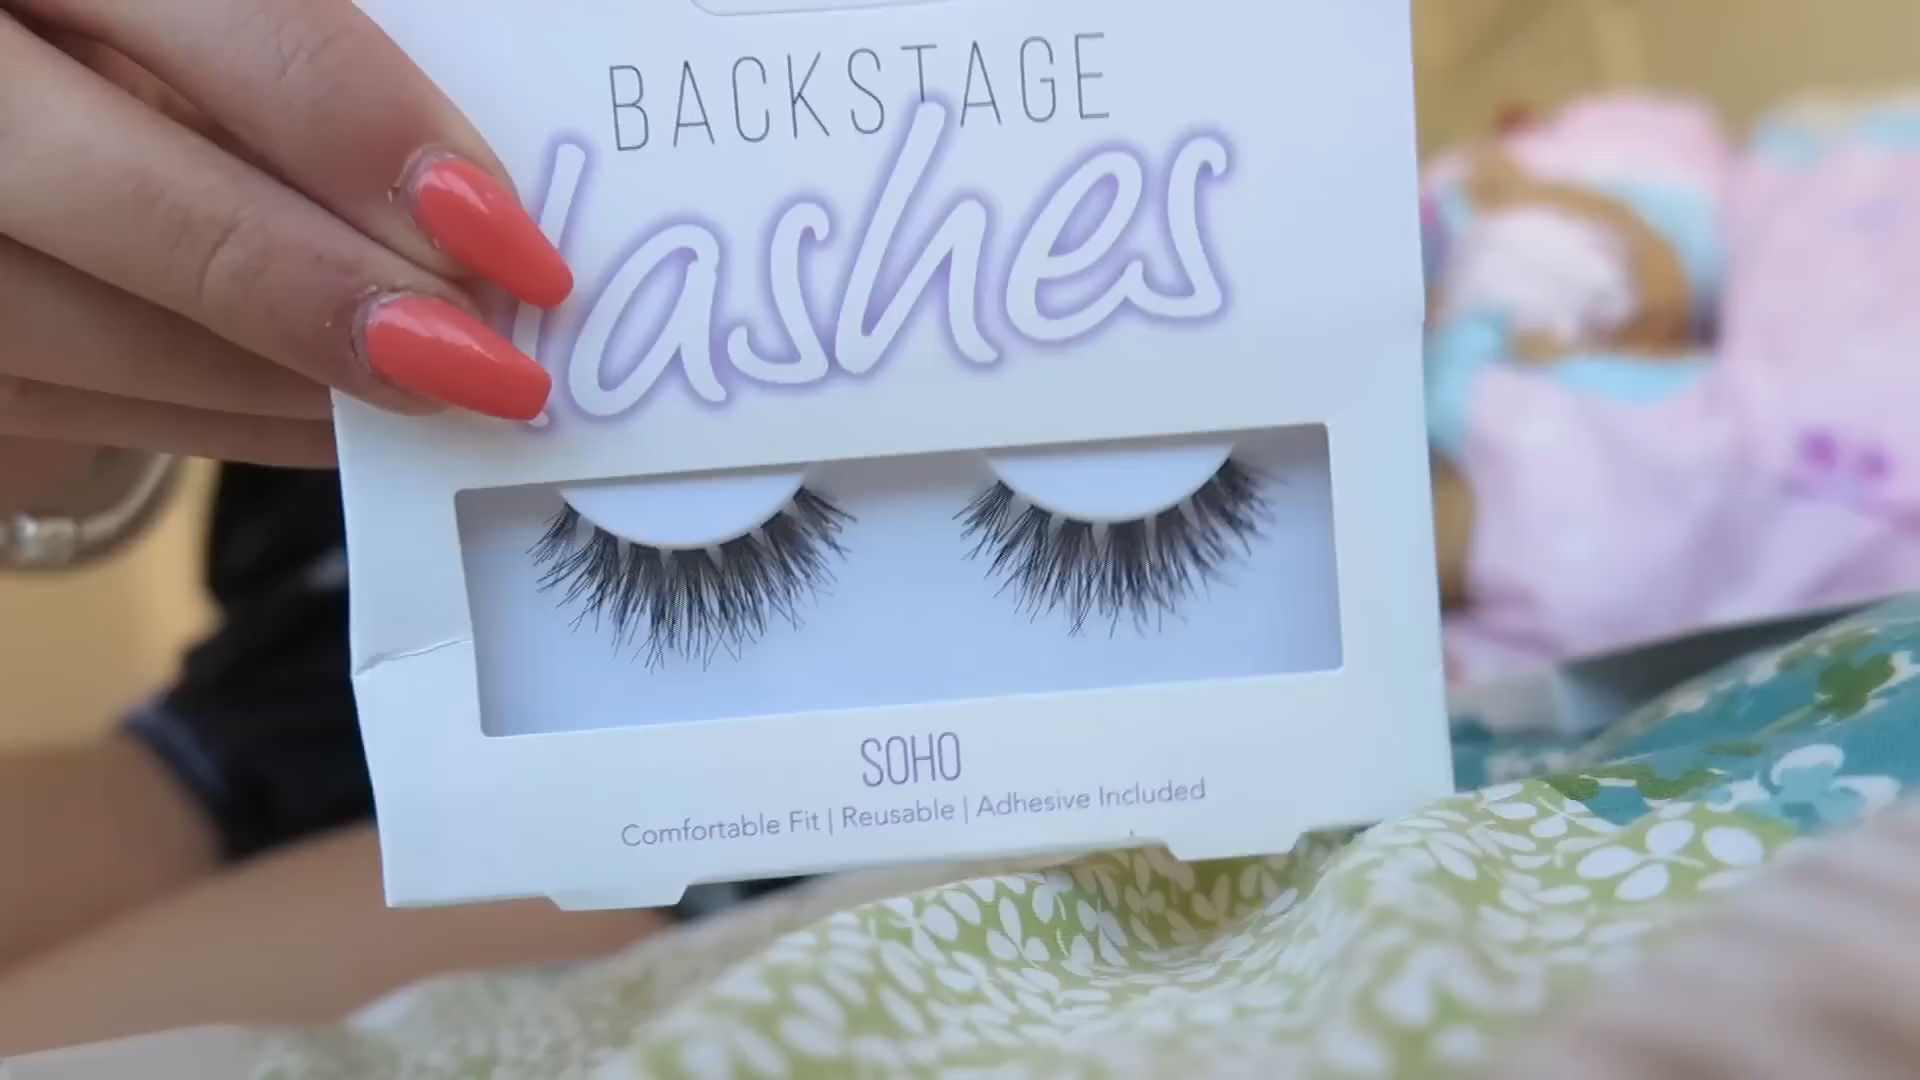 BACKSTAGE
lashes
SOHO
Comfortable Fit | Reusable | Adhesive Included